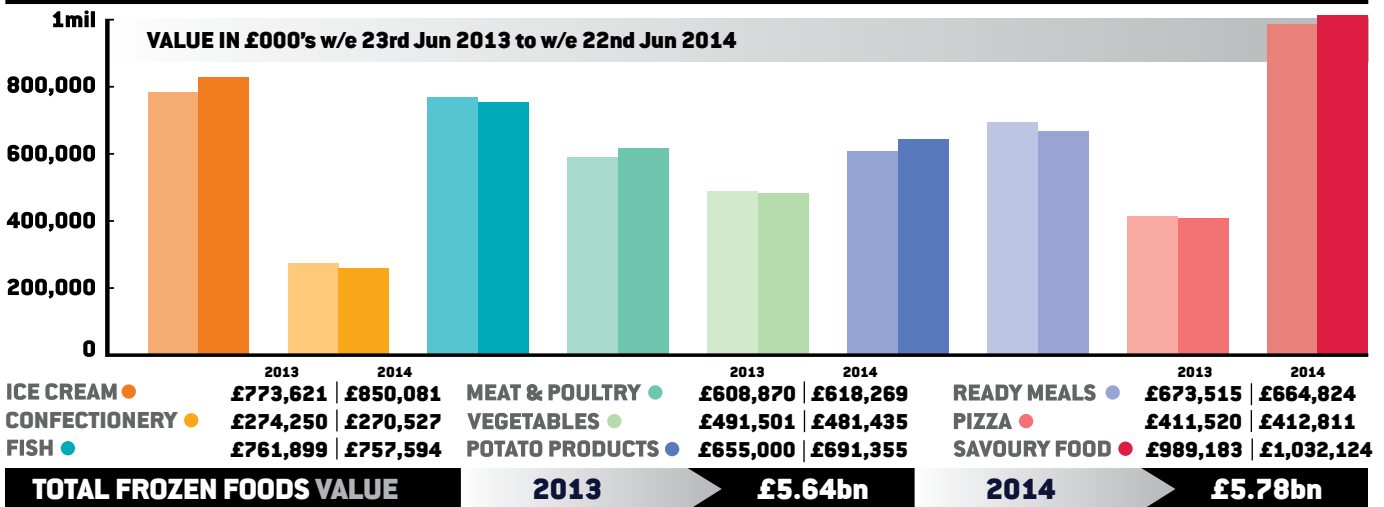 1mil
VALUE IN £000's w/e 23rd Jun 2013 to w/e 22nd Jun 2014
800,000
600,000
400,000
200,000
0
2013 2014
ICE CREAM £773,621 £850,081
CONFECTIONERY £274,250 £270,527
FISH £761,899 £757,594
2013 2014
MEAT & POULTRY £608,870 £618,269
VEGETABLES £491,501 £481,435
POTATO PRODUCTS £655,000 £691,355
2013 2014
READY MEALS £673,515 £664,824
PIZZA £411,520 £412,811
SAVOURY FOOD £989,183 £1,032,124
TOTAL FROZEN FOODS VALUE 2013 £5.64bn 2014 £5.78bn